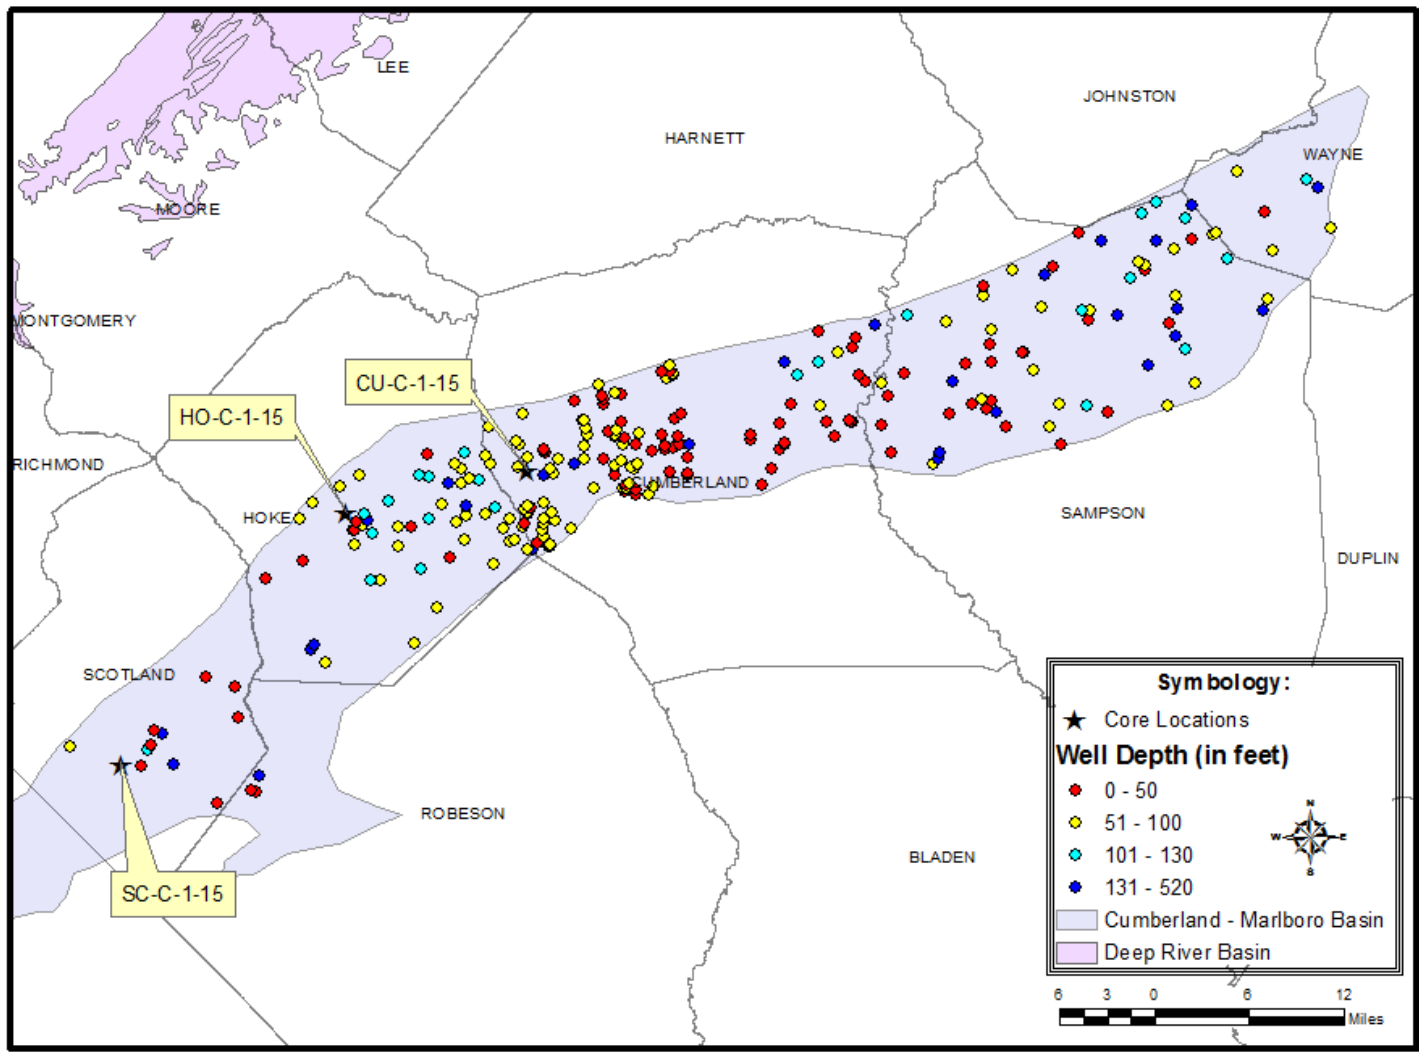 LEE
JOHNSTON
HARNETT
WAYNE
MOORE
MONTGOMERY
CU-C-1-15
HO-C-1-15
RICHMOND
CUMBERLAND
HOKE
SAMPSON
DUPLIN
SCOTLAND
ROBESON
BLADEN
SC-C-1-15
Symbology:
Core Locations
Well Depth (in feet)
0 - 50
51 - 100
101 - 130
131 - 520
Cumberland - Marlboro Basin
Deep River Basin
N
W E
S
6 3 0 6 12
Miles